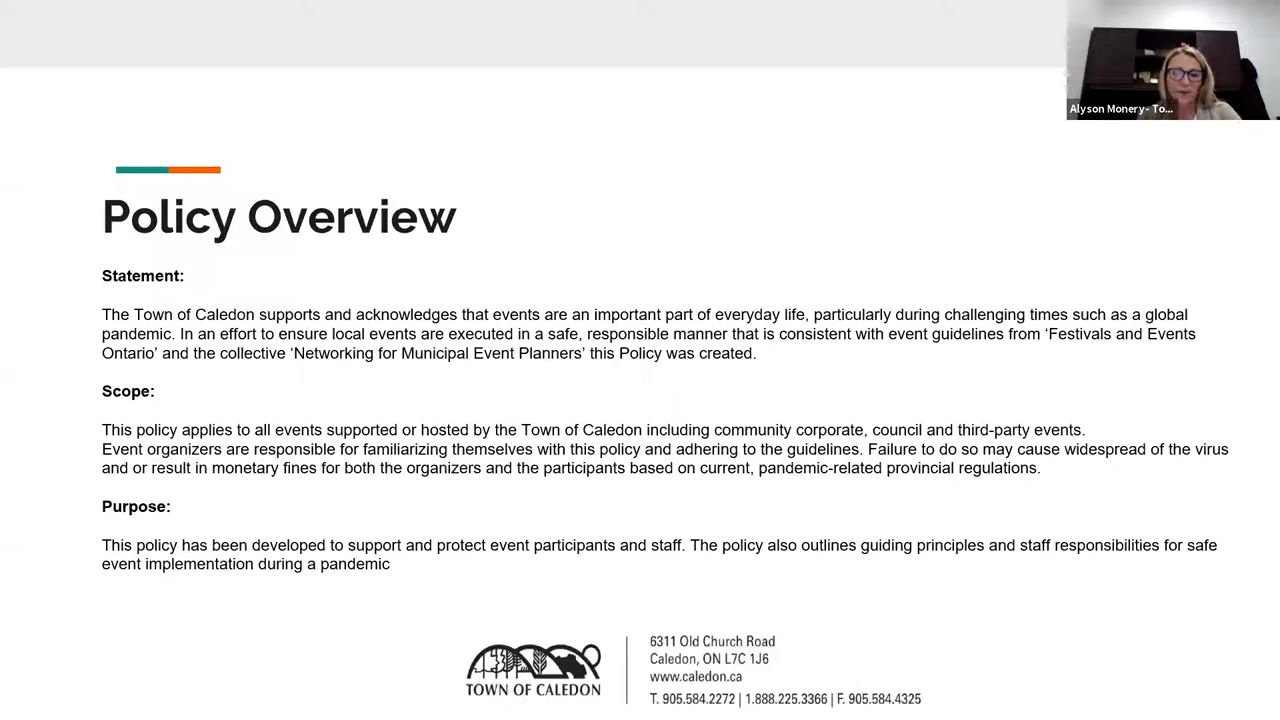 Alyson Monery- To...
Policy Overview
Statement:
The Town of Caledon supports and acknowledges that events are an important part of everyday life, particularly during challenging times such as a global
pandemic. In an effort to ensure local events are executed in a safe, responsible manner that is consistent with event guidelines from ‘Festivals and Events
Ontario’ and the collective ‘Networking for Municipal Event Planners’ this Policy was created.
Scope:
This policy applies to all events supported or hosted by the Town of Caledon including community corporate, council and third-party events.
Event organizers are responsible for familiarizing themselves with this policy and adhering to the guidelines. Failure to do so may cause widespread of the virus
and or result in monetary fines for both the organizers and the participants based on current, pandemic-related provincial regulations.
Purpose:
This policy has been developed to support and protect event participants and staff. The policy also outlines guiding principles and staff responsibilities for safe
event implementation during a pandemic
TOWN OF CALEDON
6311 Old Church Road
Caledon, ON L7C 1J6
www.caledon.ca
T. 905.584.2272 | 1.888.225.3366 | F. 905.584.4325